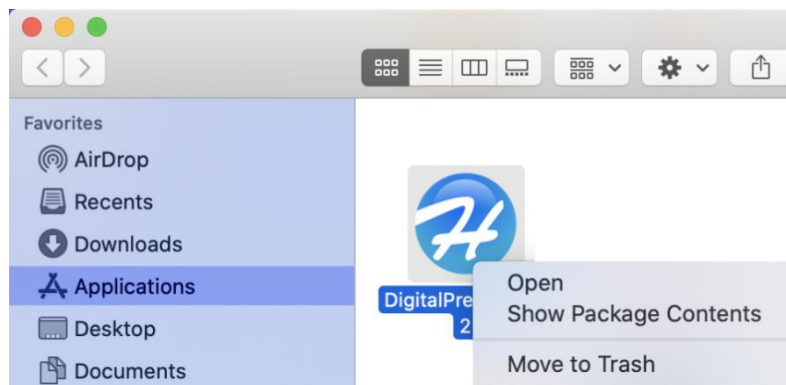 Favorites
AirDrop
Recents
Downloads
Applications
Desktop
Documents
DigitalPre
2
Open
Show Package Contents
Move to Trash